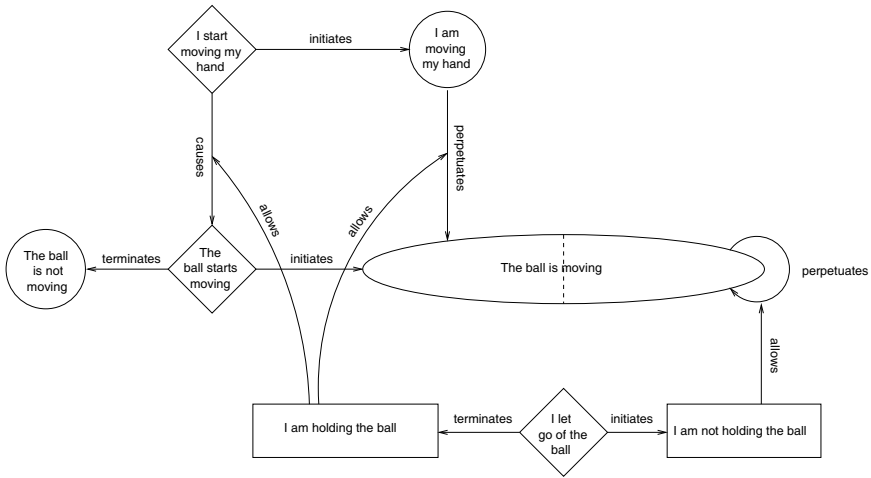 I start
moving my
hand
initiates
I am
moving
my hand
causes
allows
allows
perpetuates
The ball
is not
moving
terminates
The
ball starts
moving
initiates
The ball is moving
perpetuates
allows
I am holding the ball
terminates
I let
go of the
ball
initiates
I am not holding the ball